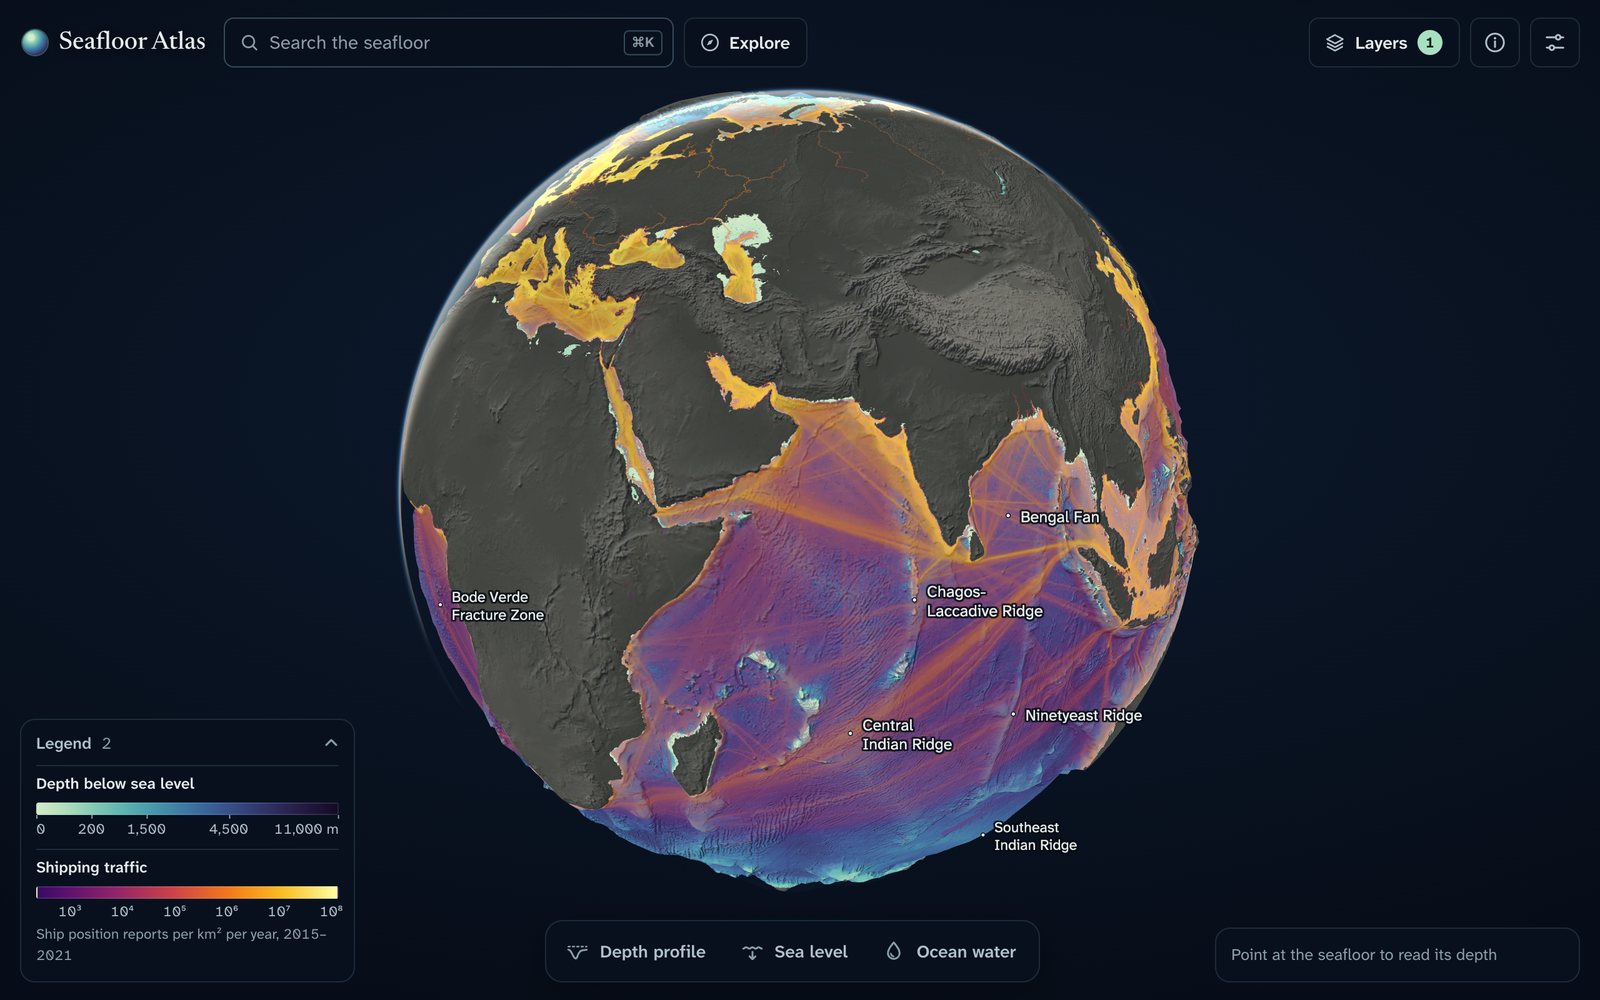 Seafloor Atlas
Search the seafloor
⌘K
Explore
Layers 1
Bengal Fan
Chagos-
Laccadive Ridge
Bode Verde
Fracture Zone
Ninetyeast Ridge
Central
Indian Ridge
Southeast
Indian Ridge
Legend 2
Depth below sea level
0 200 1,500 4,500 11,000 m
Shipping traffic
10³ 10⁴ 10⁵ 10⁶ 10⁷ 10⁸
Ship position reports per km² per year, 2015–
2021
Depth profile
Sea level
Ocean water
Point at the seafloor to read its depth